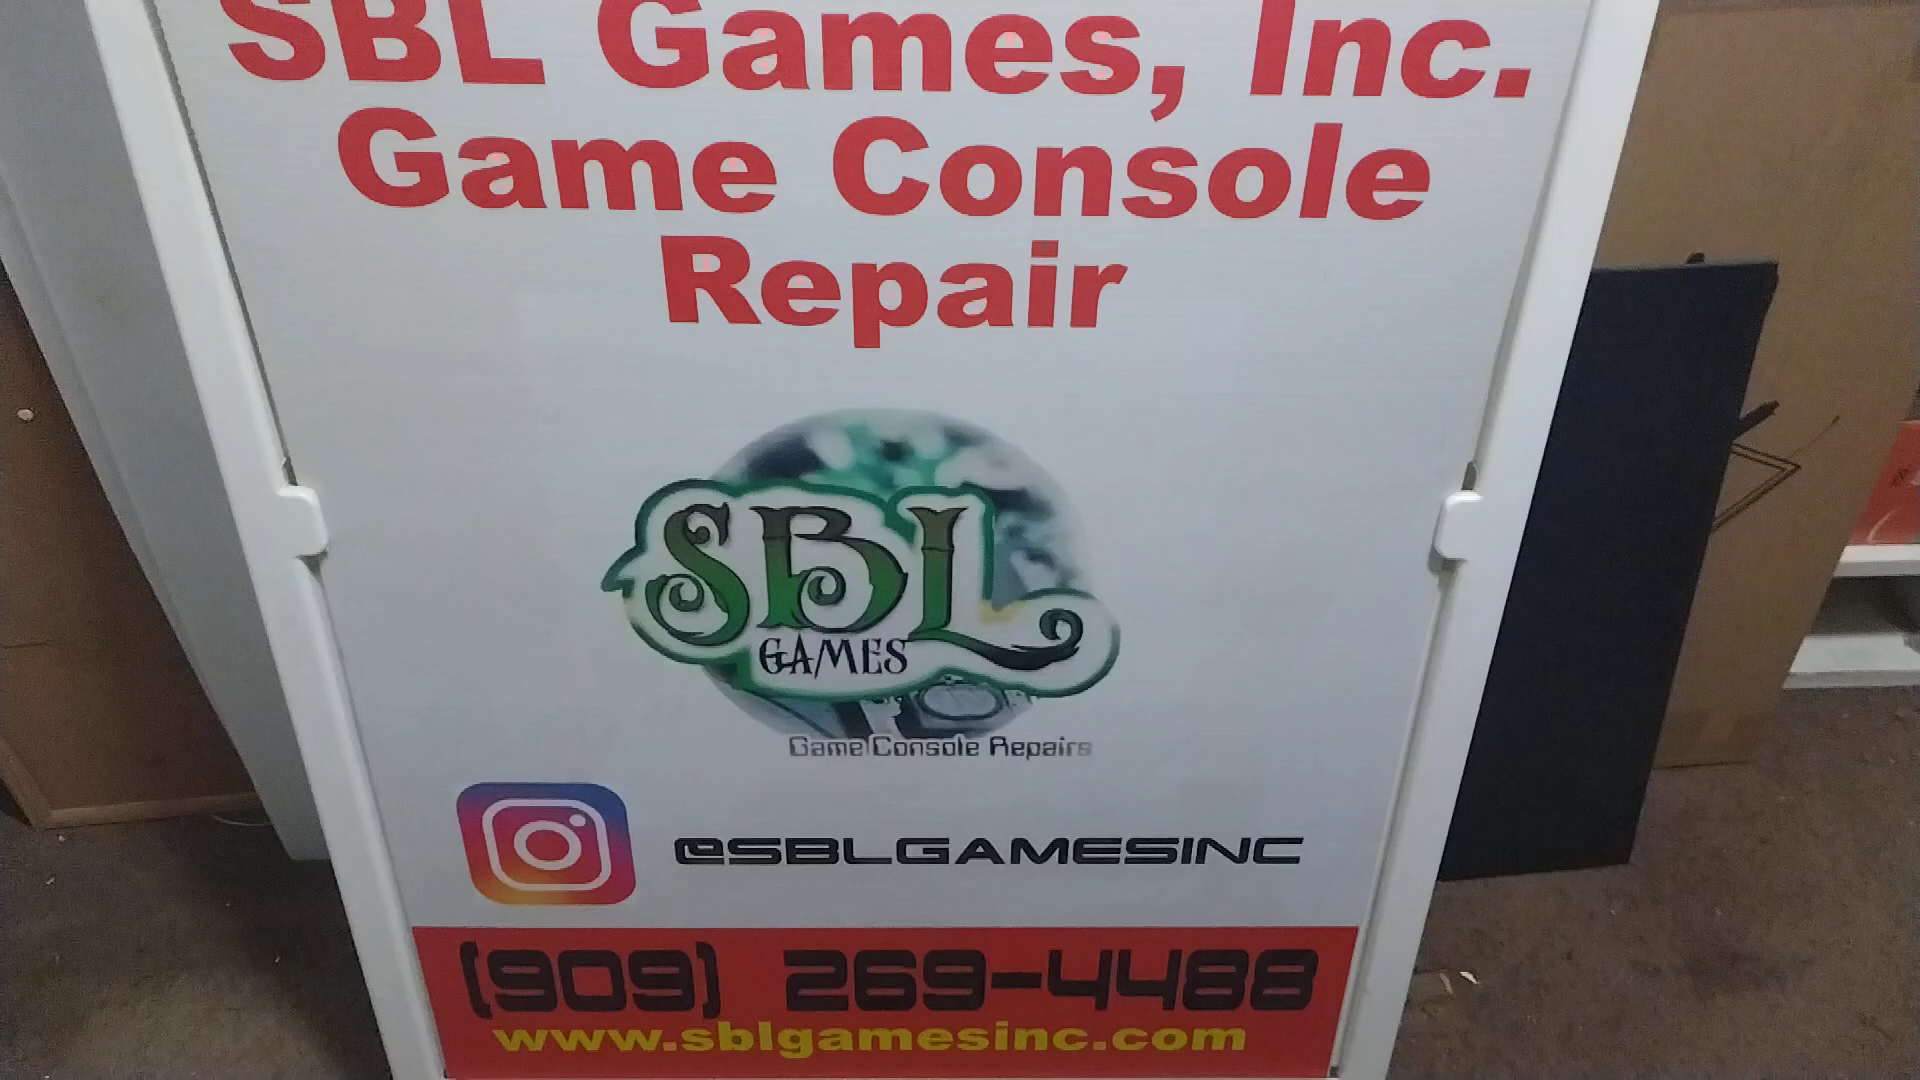 SBL Games, Inc.
Game Console
Repair
SBL
GAMES
Game Console Repairs
@SBLGAMESINC
(909) 269-4488
www.sblgamesinc.com